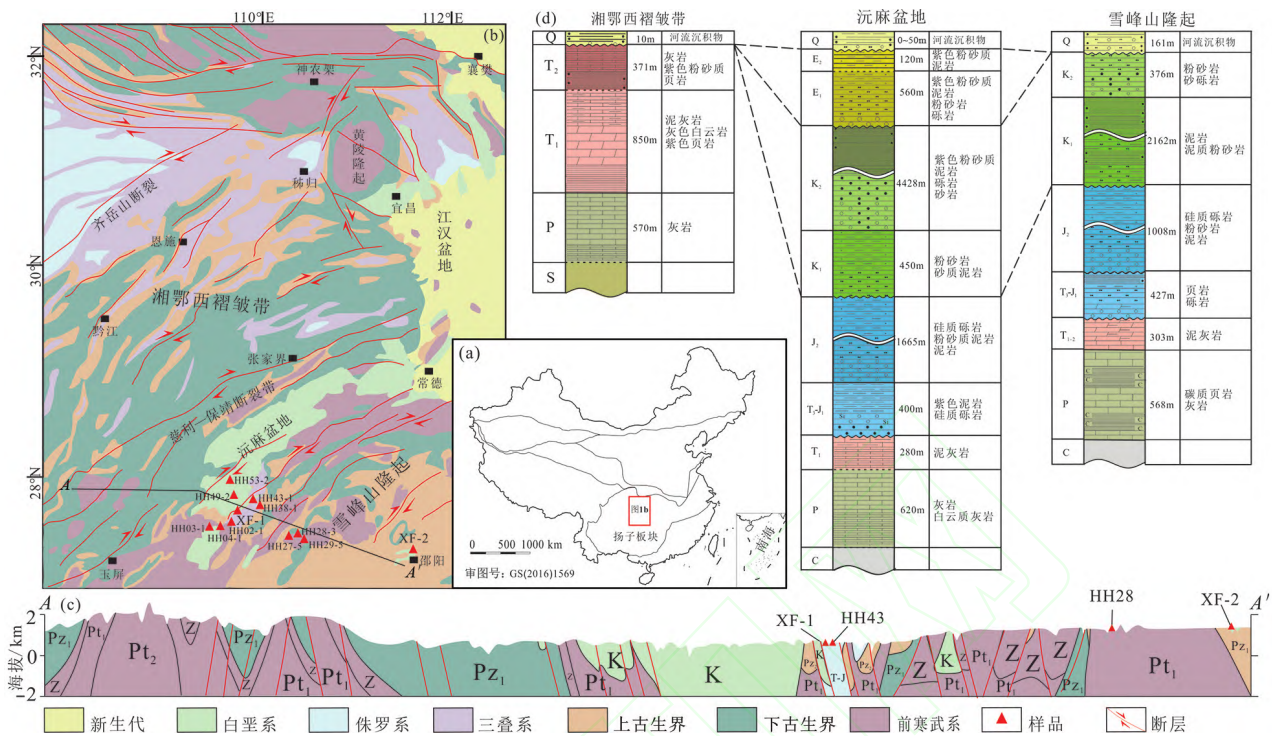 110°E
112°E
(b)
32°N
30°N
28°N
神农架
襄樊
黄陵隆起
秭归
宜昌
齐岳山断裂
恩施
江汉盆地
湘鄂西褶皱带
黔江
张家界
常德
慈利—保靖断裂带
沅麻盆地
雪峰山隆起
A
HH53-2
HH49-2
HH43-1
HH38-1
XF-1
HH03-1
HH02-1
HH04-1
HH28-3
HH27-5
HH29-5
XF-2
玉屏
邵阳
A′
(a)
图1b
扬子板块
0 500 1000 km
审图号: GS(2016)1569
南海
(d)
湘鄂西褶皱带
Q 10m 河流沉积物
T2 371m 灰岩
紫色粉砂质
页岩
T1 850m 泥灰岩
灰色白云岩
紫色页岩
P 570m 灰岩
S
沅麻盆地
Q 0~50m 河流沉积物
E2 120m 紫色粉砂质
泥岩
E1 560m 紫色粉砂质
泥岩
粉砂岩
砾岩
K2 4428m 紫色粉砂质
泥岩
砾岩
砂岩
K1 450m 粉砂岩
砂质泥岩
J2 1665m 硅质砾岩
粉砂质泥岩
泥岩
T3-J1 400m 紫色泥岩
硅质砾岩
Si
Si
T1 280m 泥灰岩
P 620m 灰岩
白云质灰岩
C
雪峰山隆起
Q 161m 河流沉积物
K2 376m 粉砂岩
砂砾岩
K1 2162m 泥岩
泥质粉砂岩
J2 1008m 硅质砾岩
粉砂岩
泥岩
T3-J1 427m 页岩
砾岩
T1-2 303m 泥灰岩
P 568m 碳质页岩
灰岩
C
(c)
A
A′
海拔/km
2
0
-2
XF-1
HH43
HH28
XF-2
Pz1 Pt1 Pt2 Z Z Pz1 Z Pt1 Z Pt1 Pz1 Z Pt1 K K Pz K T-J Pz Pt1 Pt1 Z K Z Pt1 Z Z Z Pt1 Pz1 Pt1 Pz1
新生代
白垩系
侏罗系
三叠系
上古生界
下古生界
前寒武系
样品
断层